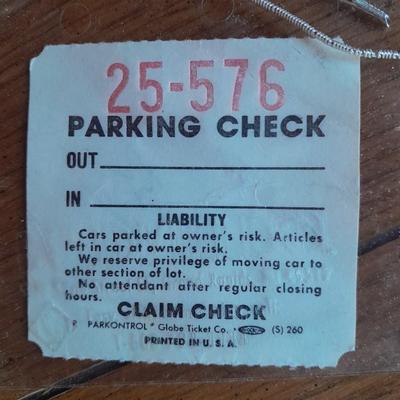 25-576
PARKING CHECK
OUT
IN
LIABILITY
Cars parked at owner's risk. Articles
left in car at owner's risk.
We reserve privilege of moving car to
other section of lot.
No attendant after regular closing
hours.
CLAIM CHECK
PARKONTROL Globe Ticket Co. (S) 260
PRINTED IN U. S. A.